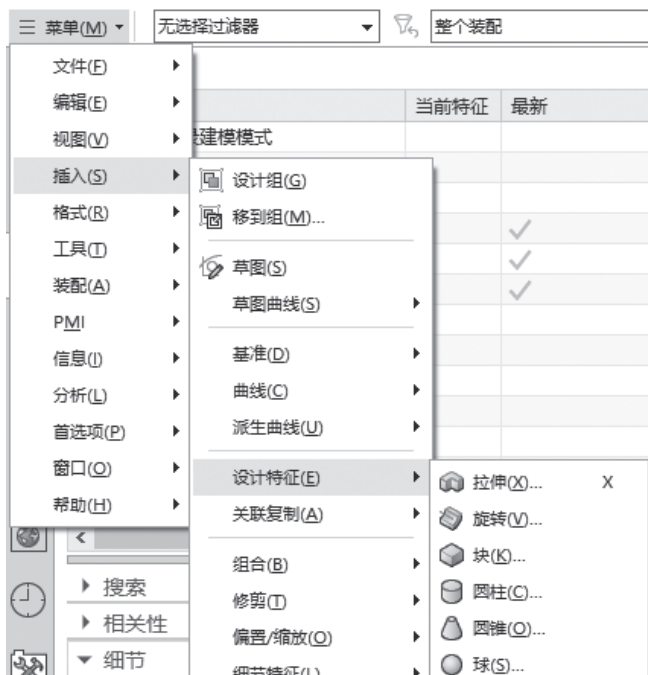 菜单(M)
无选择过滤器
整个装配
文件(F)
编辑(E)
视图(V)
插入(S)
格式(R)
工具(T)
装配(A)
PMI
信息(I)
分析(L)
首选项(P)
窗口(O)
帮助(H)
当前特征
最新
建模模式
设计组(G)
移到组(M)...
草图(S)
草图曲线(S)
基准(D)
曲线(C)
派生曲线(U)
设计特征(E)
关联复制(A)
组合(B)
修剪(T)
偏置/缩放(O)
细节特征(L)
拉伸(X)... X
旋转(V)...
块(K)...
圆柱(C)...
圆锥(O)...
球(S)...
搜索
相关性
细节